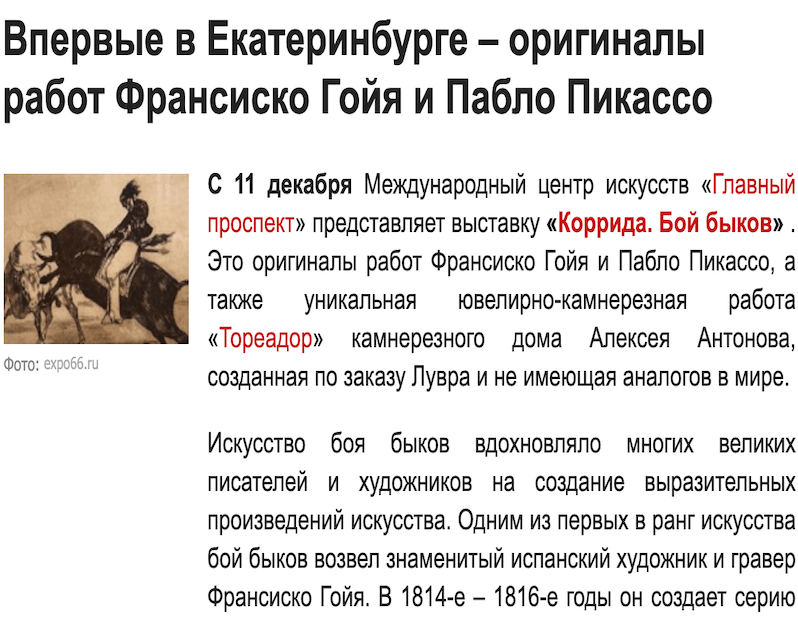 Впервые в Екатеринбурге – оригиналы
работ Франсиско Гойя и Пабло Пикассо
С 11 декабря Международный центр искусств «Главный
проспект» представляет выставку «Коррида. Бой быков» .
Это оригиналы работ Франсиско Гойя и Пабло Пикассо, а
также уникальная ювелирно-камнерезная работа
«Тореадор» камнерезного дома Алексея Антонова,
созданная по заказу Лувра и не имеющая аналогов в мире.
Фото: expo66.ru
Искусство боя быков вдохновляло многих великих
писателей и художников на создание выразительных
произведений искусства. Одним из первых в ранг искусства
бой быков возвел знаменитый испанский художник и гравер
Франсиско Гойя. В 1814-е – 1816-е годы он создает серию